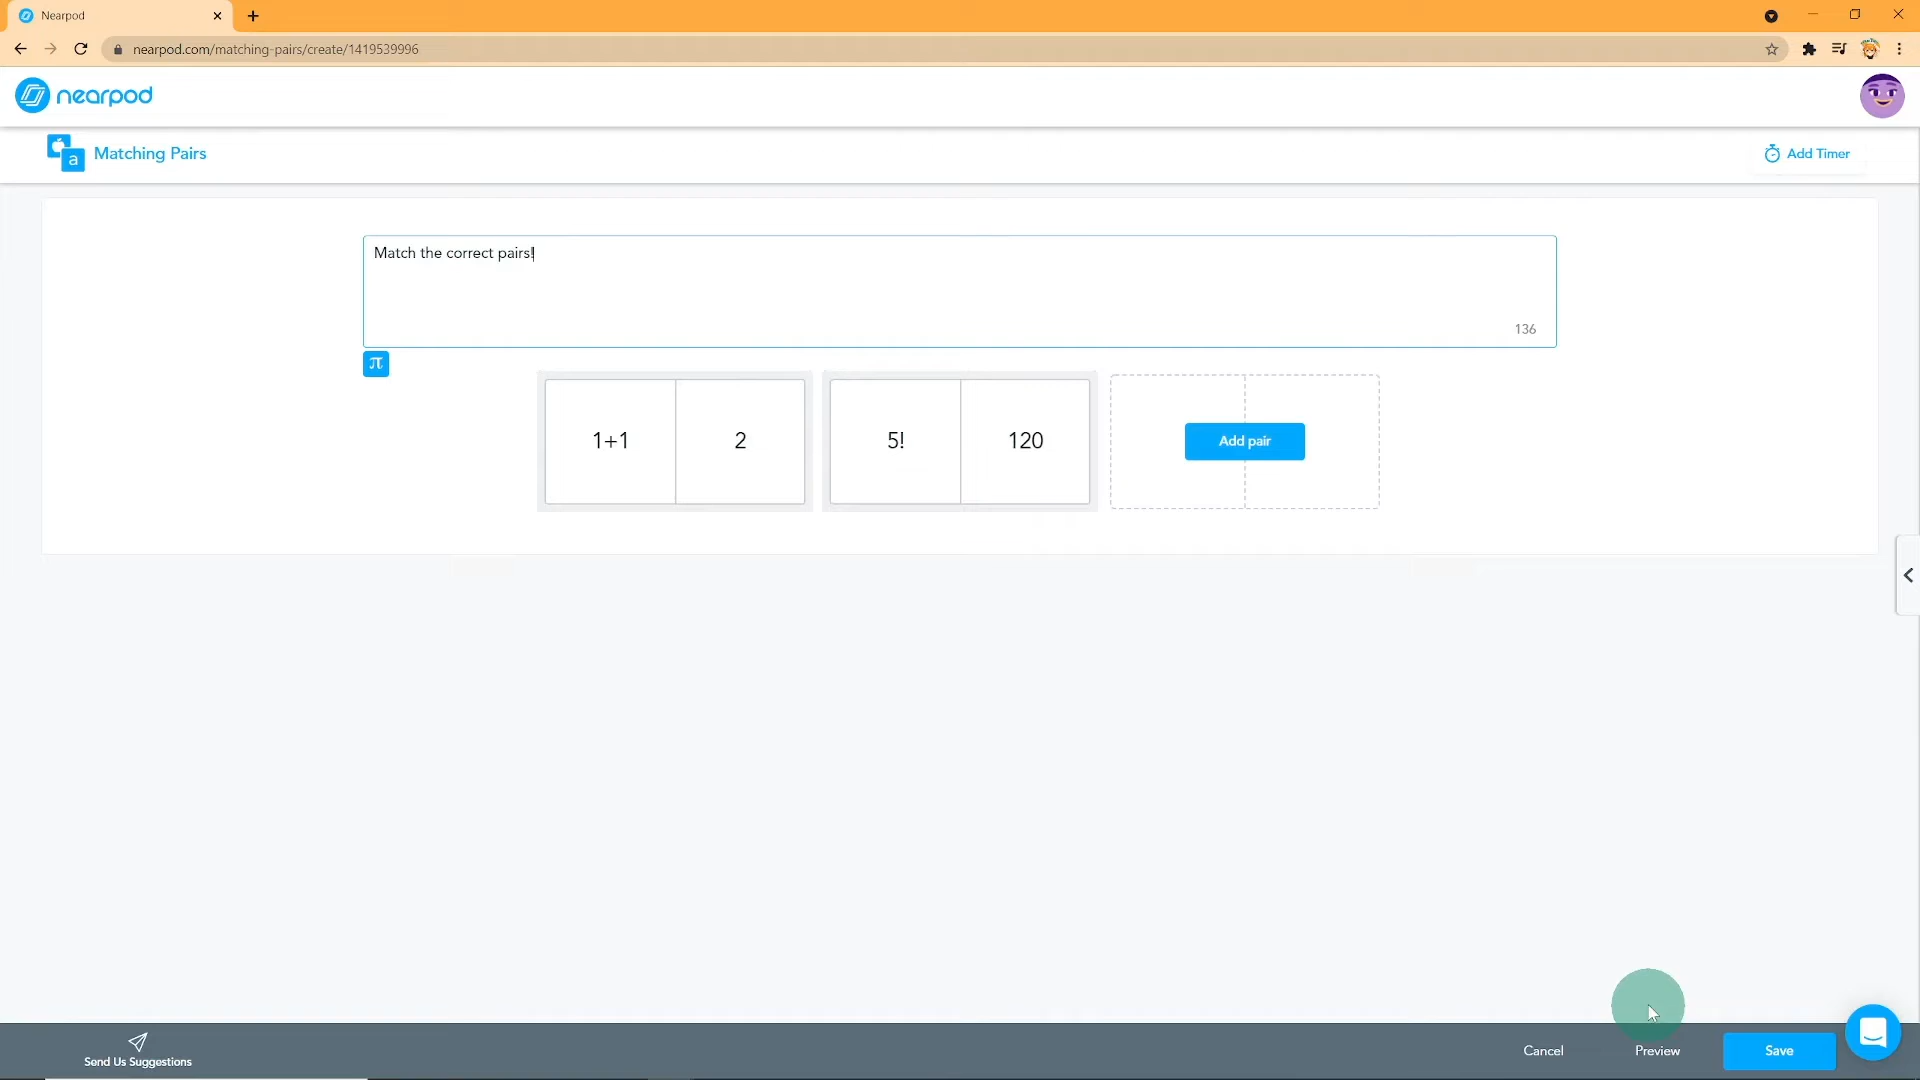 Nearpod
nearpod.com/matching-pairs/create/1419539996
nearpod
a Matching Pairs
Add Timer
Match the correct pairs!
136
π
1+1 2 5! 120 Add pair
Send Us Suggestions
Cancel Preview Save